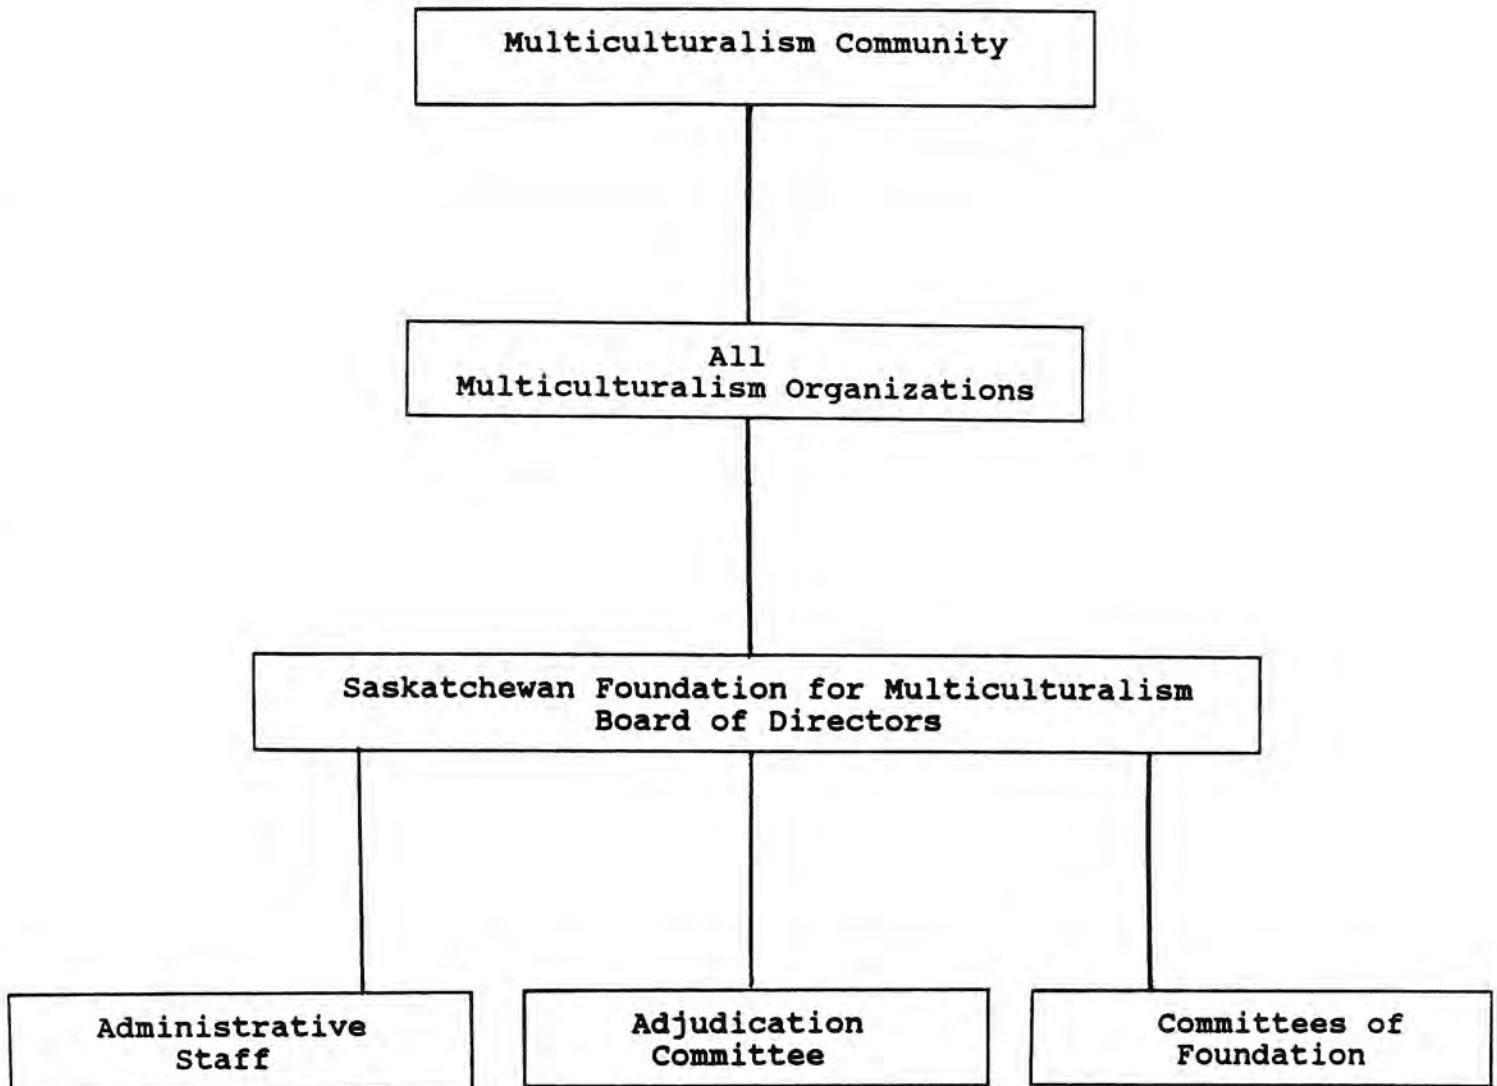 Multiculturalism Community
All
Multiculturalism Organizations
Saskatchewan Foundation for Multiculturalism
Board of Directors
Administrative
Staff
Adjudication
Committee
Committees of
Foundation